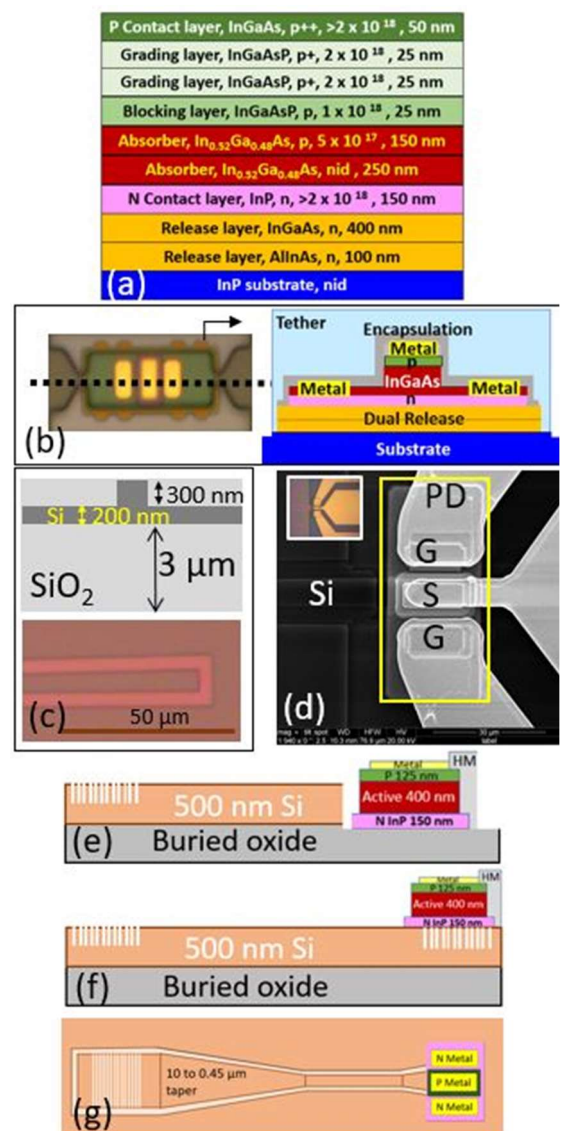 P Contact layer, InGaAs, p++, >2 x 10 18 , 50 nm
Grading layer, InGaAsP, p+, 2 x 10 18 , 25 nm
Grading layer, InGaAsP, p+, 2 x 10 18 , 25 nm
Blocking layer, InGaAsP, p, 1 x 10 18 , 25 nm
Absorber, In0.52Ga0.48As, p, 5 x 10 17 , 150 nm
Absorber, In0.52Ga0.48As, nid, 250 nm
N Contact layer, InP, n, >2 x 10 18 , 150 nm
Release layer, InGaAs, n, 400 nm
Release layer, AlInAs, n, 100 nm
(a) InP substrate, nid
Tether
Encapsulation
Metal
p
InGaAs
Metal
Metal
n
Dual Release
(b)
Substrate
300 nm
Si 200 nm
3 μm
SiO2
(c)
50 μm
PD
G
Si
S
G
(d)
30 μm
label
HM
Metal
P 125 nm
500 nm Si
Active 400 nm
N InP 150 nm
(e) Buried oxide
HM
Metal
P 125 nm
Active 400 nm
N InP 150 nm
500 nm Si
(f) Buried oxide
N Metal
10 to 0.45 μm
taper
P Metal
N Metal
(g)